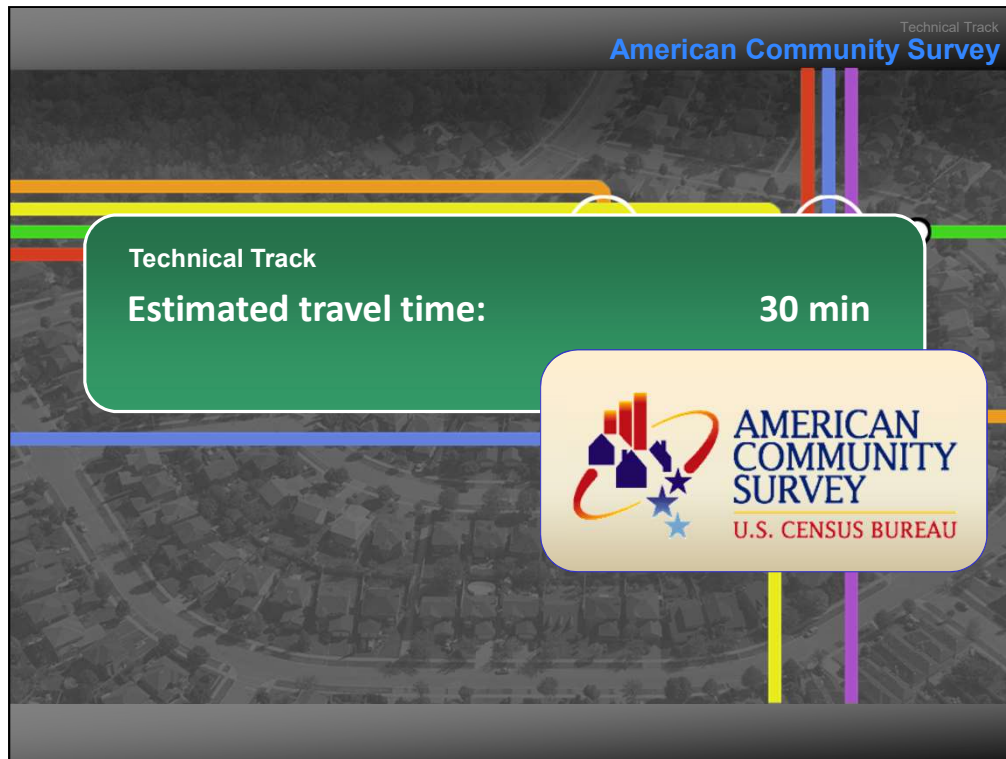 Technical Track
American Community Survey
Technical Track
Estimated travel time: 30 min
AMERICAN
COMMUNITY
SURVEY
U.S. CENSUS BUREAU